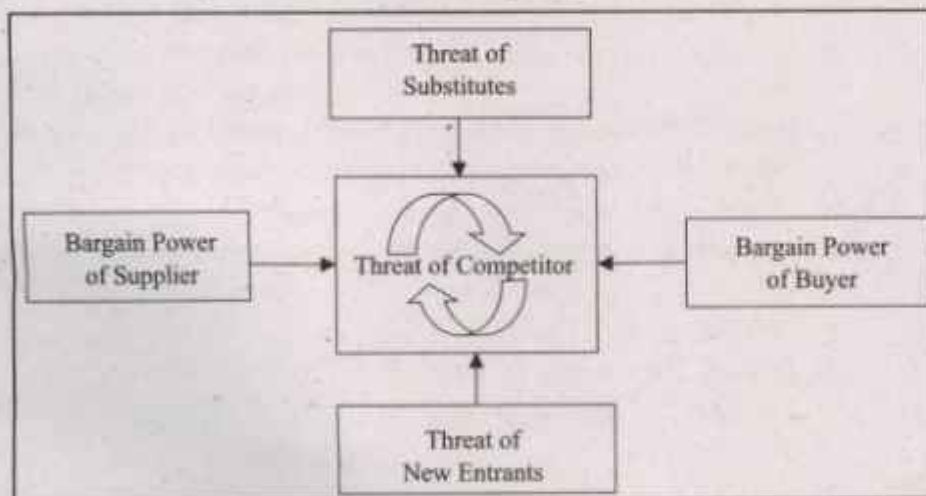 Threat of
Substitutes
Bargain Power
of Supplier
Threat of Competitor
Bargain Power
of Buyer
Threat of
New Entrants